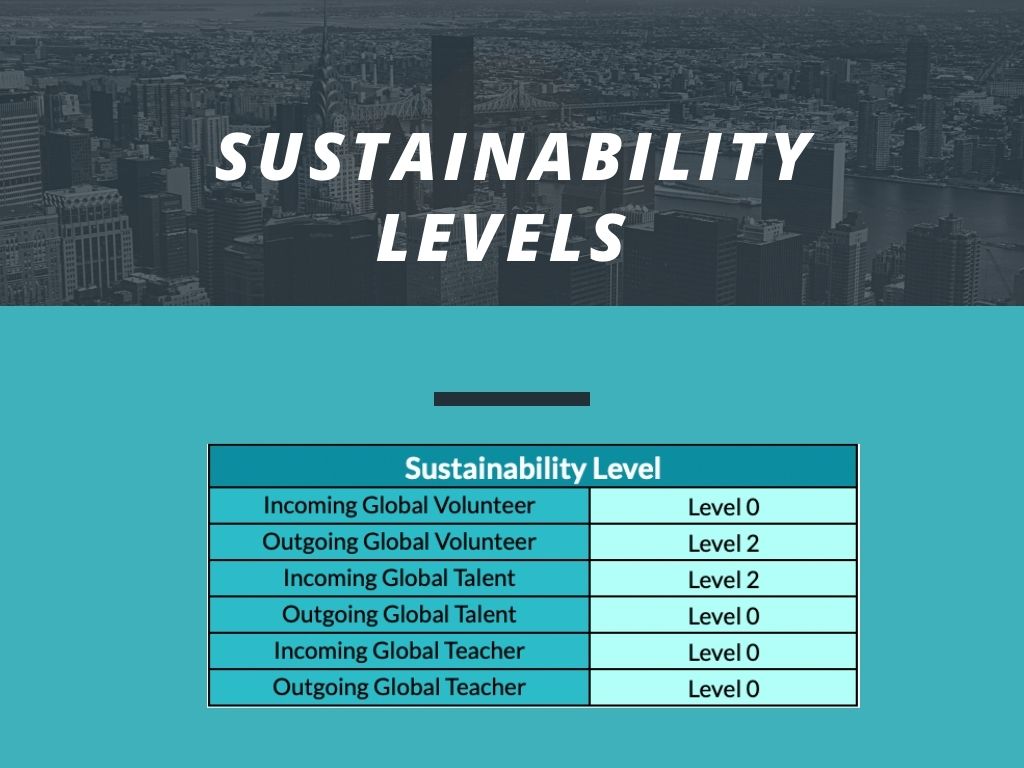 SUSTAINABILITY
LEVELS
Sustainability Level
Incoming Global Volunteer Level 0
Outgoing Global Volunteer Level 2
Incoming Global Talent Level 2
Outgoing Global Talent Level 0
Incoming Global Teacher Level 0
Outgoing Global Teacher Level 0